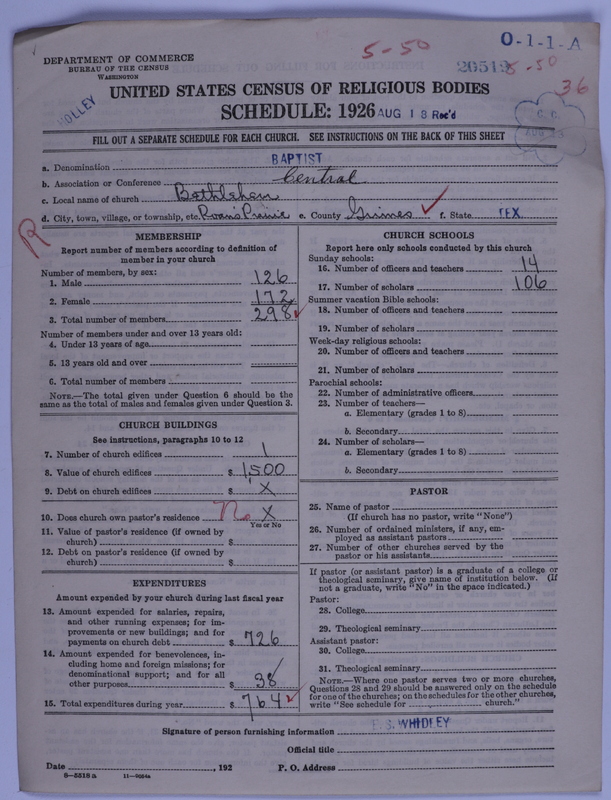 5-50
O-1-1-A
DEPARTMENT OF COMMERCE
BUREAU OF THE CENSUS
WASHINGTON
20512
8-50
36
UNITED STATES CENSUS OF RELIGIOUS BODIES
HOLLEY
SCHEDULE: 1926 AUG 18 Rec'd
C. C.
AUG
FILL OUT A SEPARATE SCHEDULE FOR EACH CHURCH. SEE INSTRUCTIONS ON THE BACK OF THIS SHEET
a. Denomination BAPTIST
b. Association or Conference Central
c. Local name of church Bethlehem
d. City, town, village, or township, etc. Roans Prairie e. County Grimes f. State TEX
R
MEMBERSHIP
Report number of members according to definition of
member in your church
Number of members, by sex:
1. Male 126
2. Female 172
3. Total number of members 298
Number of members under and over 13 years old:
4. Under 13 years of age
5. 13 years old and over
6. Total number of members
NOTE.—The total given under Question 6 should be the
same as the total of males and females given under Question 3.
CHURCH BUILDINGS
See instructions, paragraphs 10 to 12
7. Number of church edifices 1
8. Value of church edifices $ 1,500
9. Debt on church edifices $ X
10. Does church own pastor's residence No X
Yes or No
11. Value of pastor's residence (if owned by
church) $
12. Debt on pastor's residence (if owned by
church) $
EXPENDITURES
Amount expended by your church during last fiscal year
13. Amount expended for salaries, repairs,
and other running expenses; for im-
provements or new buildings; and for
payments on church debt $ 726
14. Amount expended for benevolences, in-
cluding home and foreign missions; for
denominational support; and for all
other purposes $ 38
15. Total expenditures during year $ 764
CHURCH SCHOOLS
Report here only schools conducted by this church
Sunday schools:
16. Number of officers and teachers 14
17. Number of scholars 106
Summer vacation Bible schools:
18. Number of officers and teachers
19. Number of scholars
Week-day religious schools:
20. Number of officers and teachers
21. Number of scholars
Parochial schools:
22. Number of administrative officers
23. Number of teachers—
a. Elementary (grades 1 to 8)
b. Secondary
24. Number of scholars—
a. Elementary (grades 1 to 8)
b. Secondary
PASTOR
25. Name of pastor
(If church has no pastor, write "None")
26. Number of ordained ministers, if any, em-
ployed as assistant pastors
27. Number of other churches served by the
pastor or his assistants
If pastor (or assistant pastor) is a graduate of a college or
theological seminary, give name of institution below. (If
not a graduate, write "No" in the space indicated.)
Pastor:
28. College
29. Theological seminary
Assistant pastor:
30. College
31. Theological seminary
NOTE.—Where one pastor serves two or more churches,
Questions 28 and 29 should be answered only on the schedule
for one of the churches; on the schedules for the other churches,
write "See schedule for church."
Signature of person furnishing information WHIDLEY
Official title
Date , 192 P. O. Address
8-5518a 11-9554a